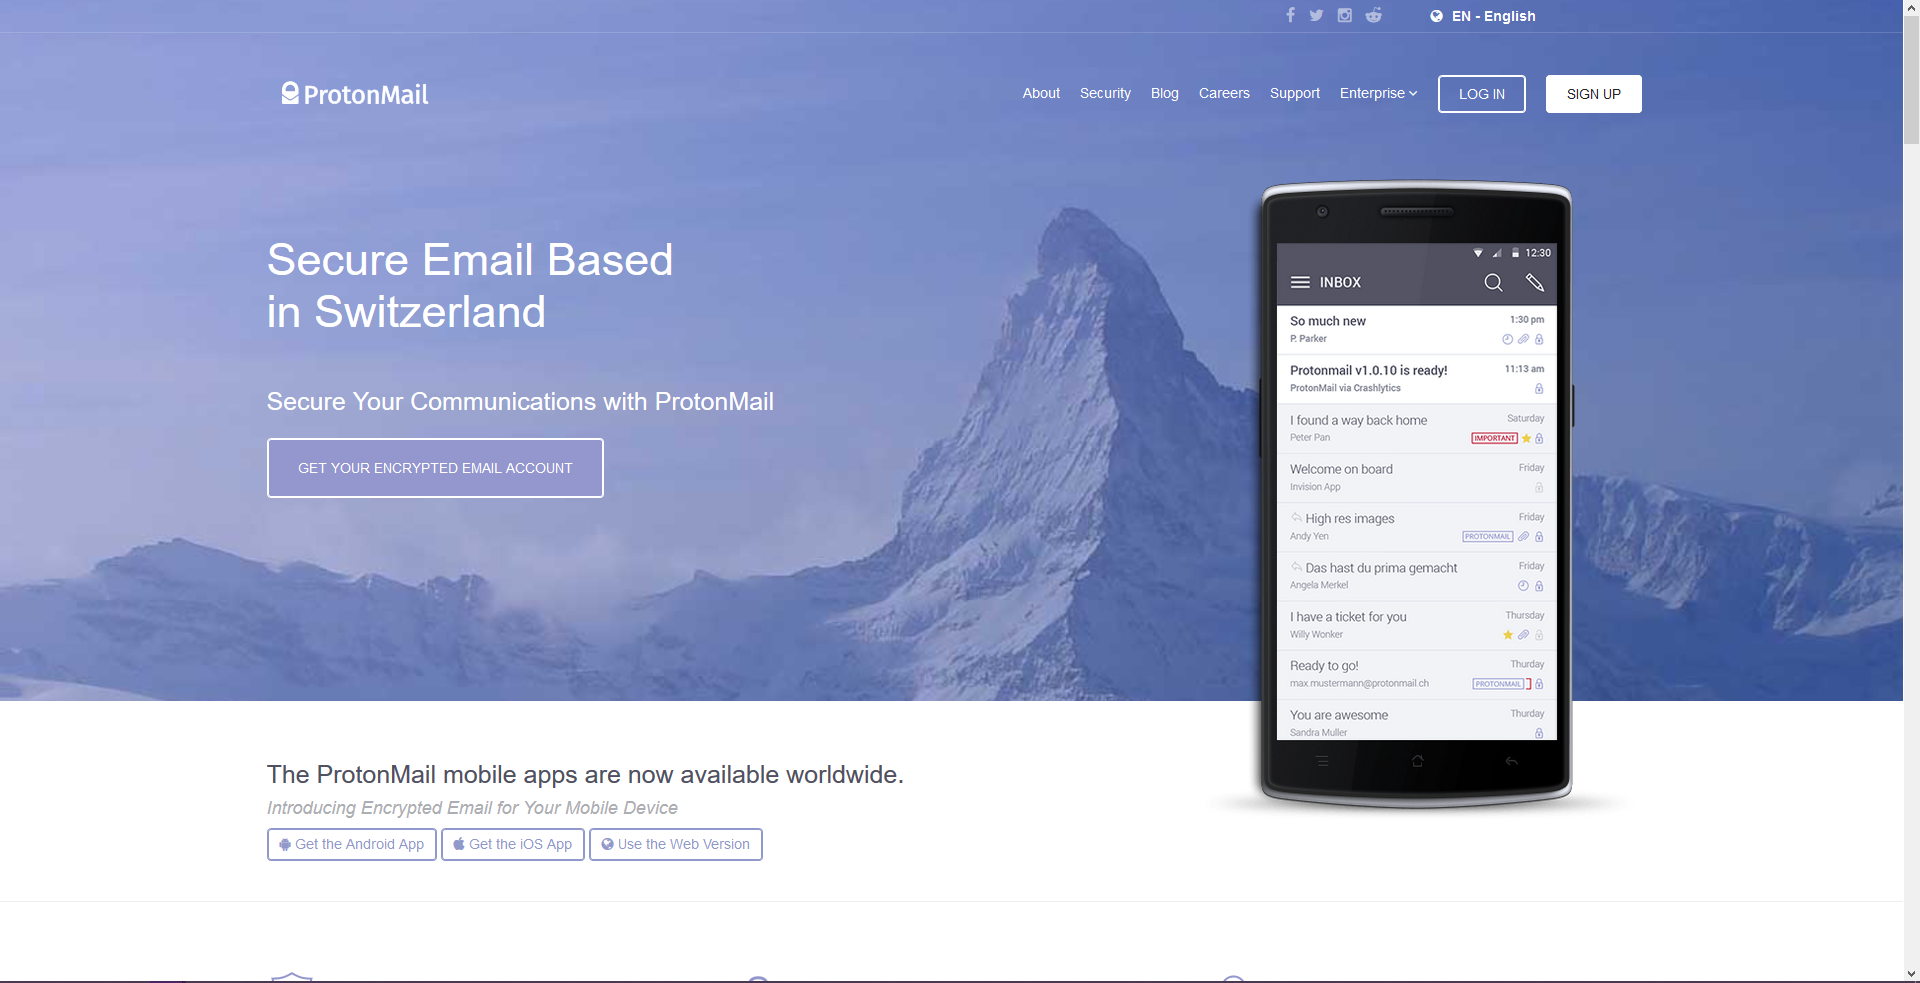 EN - English
ProtonMail
About Security Blog Careers Support Enterprise LOG IN SIGN UP
Secure Email Based
in Switzerland
Secure Your Communications with ProtonMail
GET YOUR ENCRYPTED EMAIL ACCOUNT
12:30
INBOX
So much new 1:30 pm
P. Parker
Protonmail v1.0.10 is ready! 11:13 am
ProtonMail via Crashlytics
I found a way back home Saturday
Peter Pan IMPORTANT
Welcome on board Friday
Invision App
High res images Friday
Andy Yen PROTONMAIL
Das hast du prima gemacht Friday
Angela Merkel
I have a ticket for you Thursday
Willy Wonker
Ready to go! Thurday
max.mustermann@protonmail.ch PROTONMAIL
You are awesome Thurday
Sandra Muller
The ProtonMail mobile apps are now available worldwide.
Introducing Encrypted Email for Your Mobile Device
Get the Android App Get the iOS App Use the Web Version